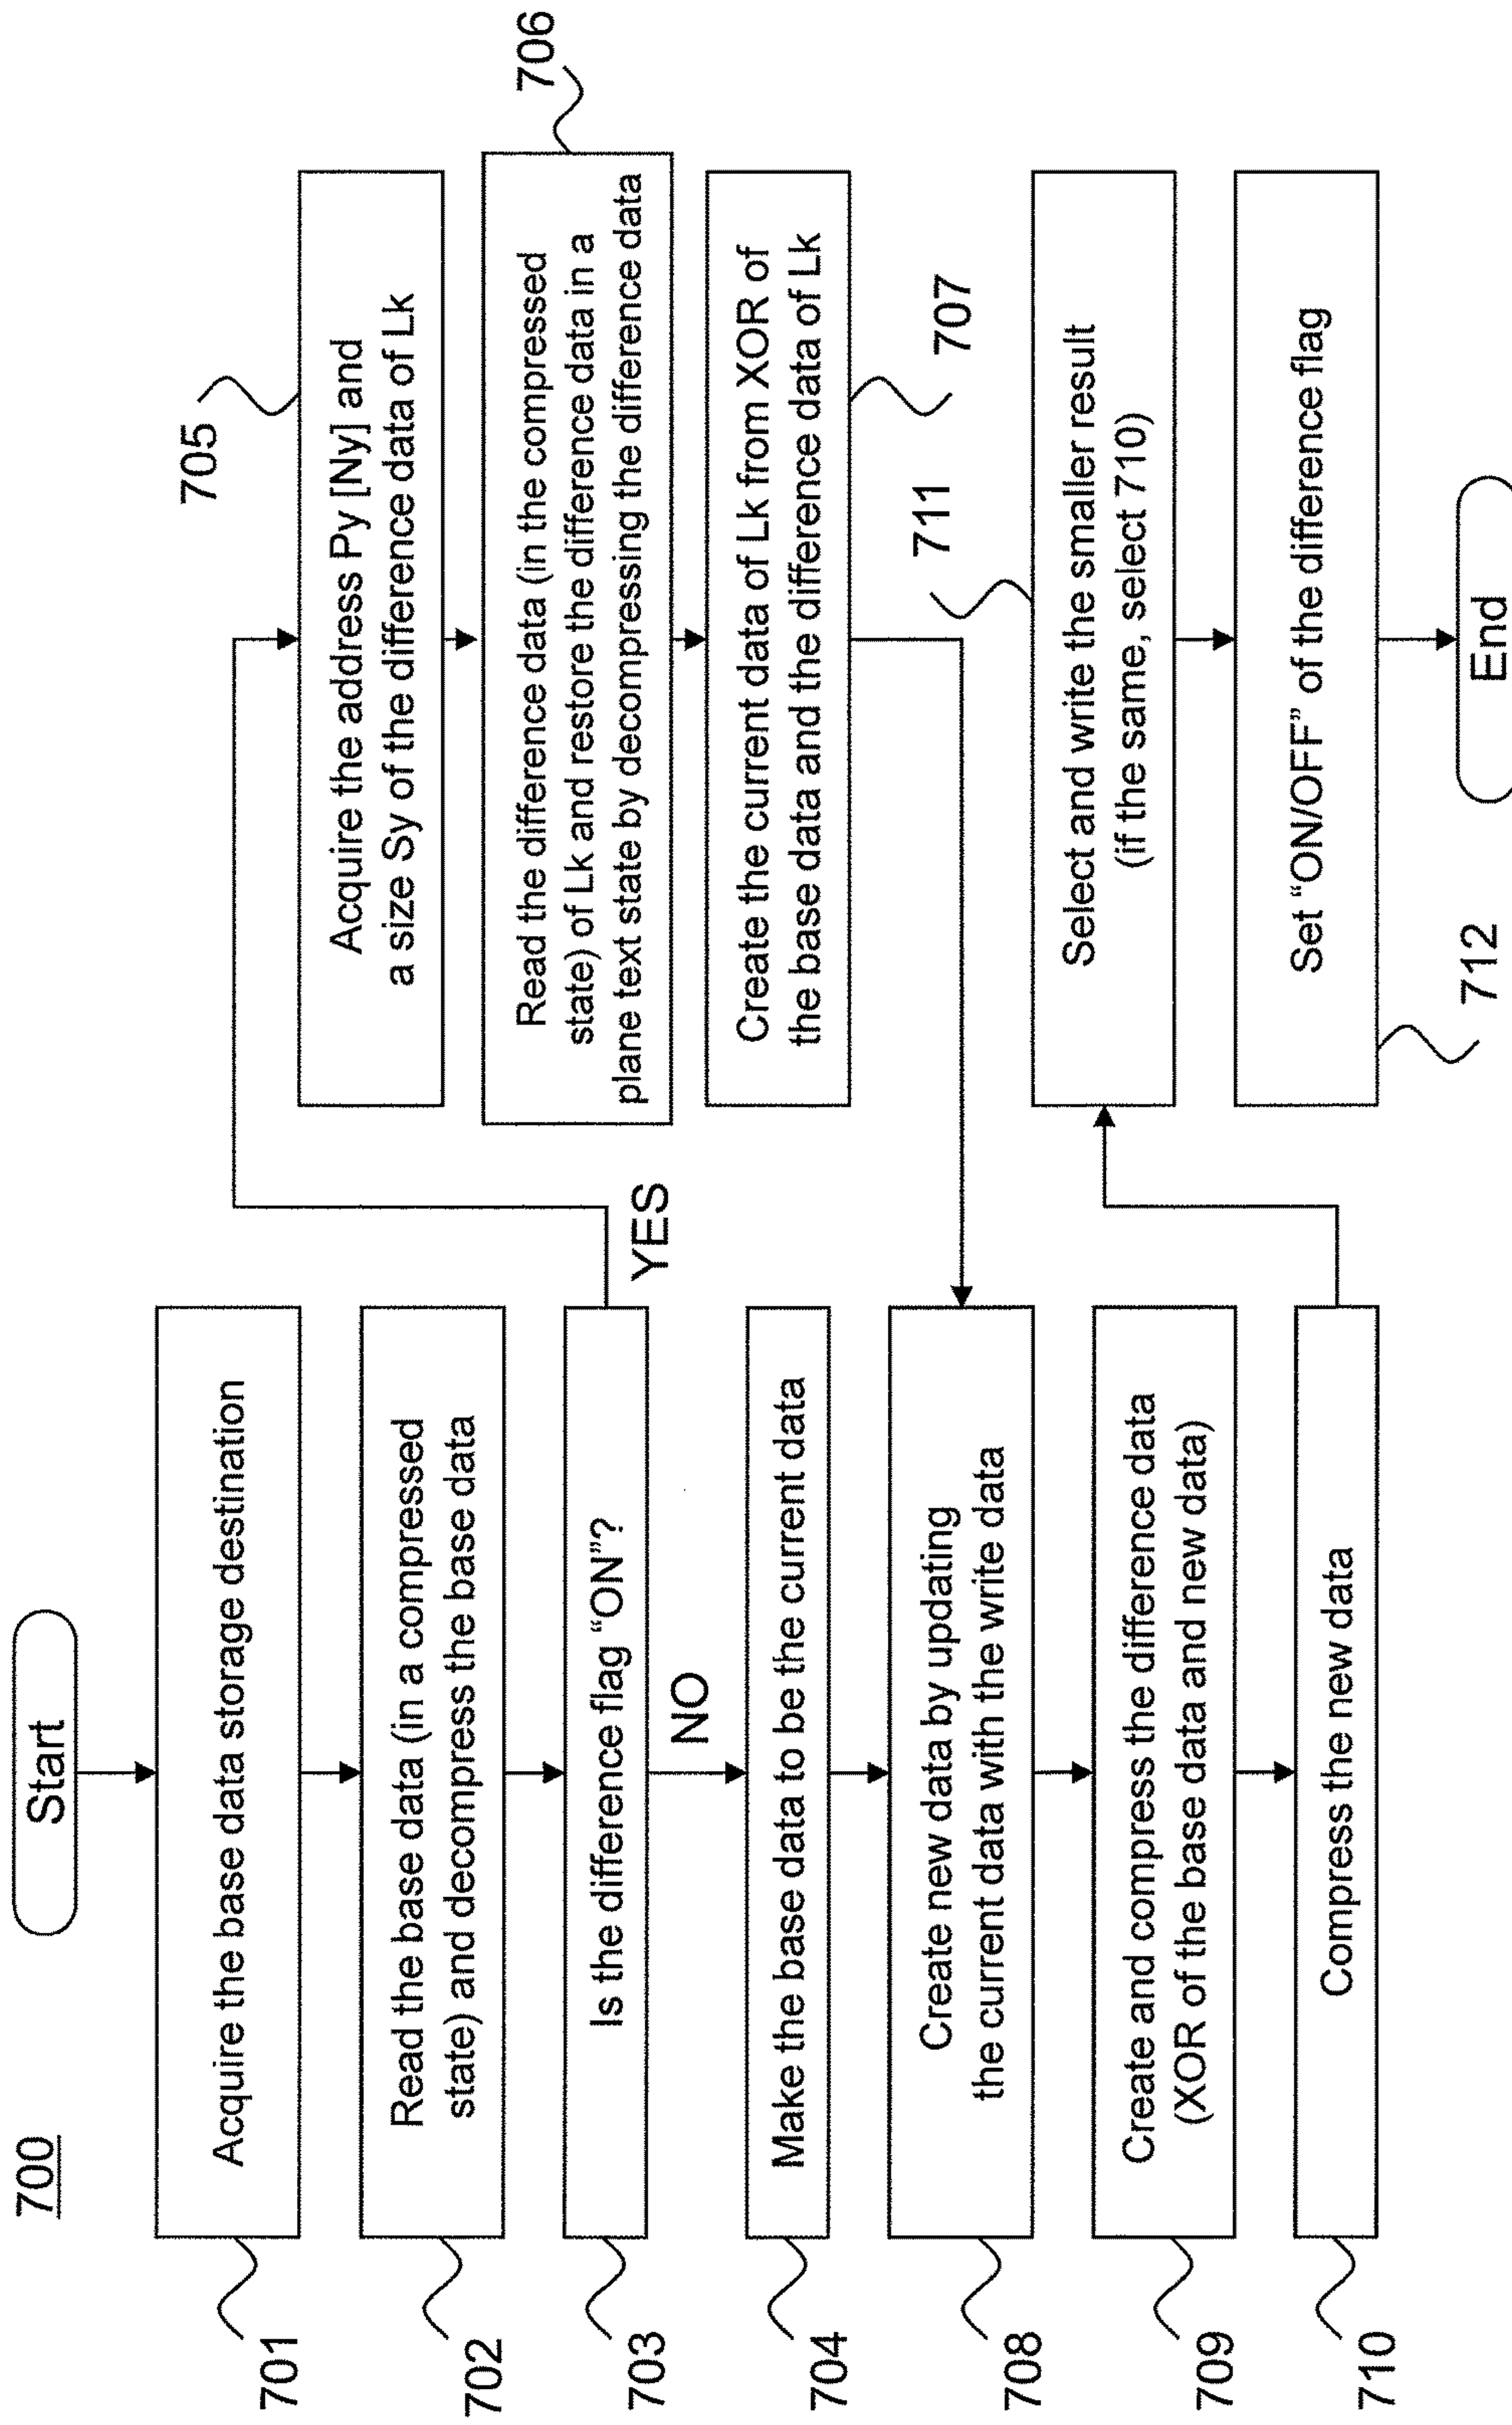 700
Start
701
Acquire the base data storage destination
702
Read the base data (in a compressed
state) and decompress the base data
703
Is the difference flag “ON”?
YES
NO
704
Make the base data to be the current data
705
Acquire the address Py [Ny] and
a size Sy of the difference data of Lk
706
Read the difference data (in the compressed
state) of Lk and restore the difference data in a
plane text state by decompressing the difference data
707
Create the current data of Lk from XOR of
the base data and the difference data of Lk
708
Create new data by updating
the current data with the write data
709
Create and compress the difference data
(XOR of the base data and new data)
710
Compress the new data
711
Select and write the smaller result
(if the same, select 710)
712
Set “ON/OFF” of the difference flag
End